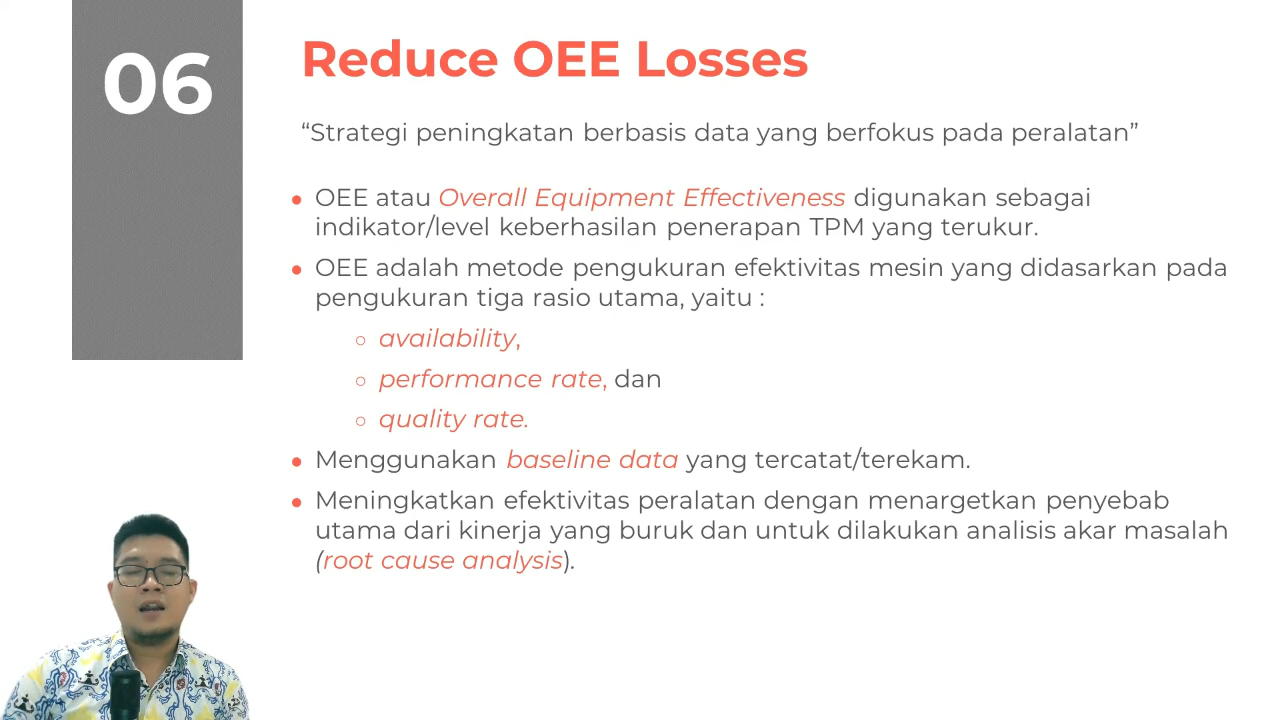 06
Reduce OEE Losses
“Strategi peningkatan berbasis data yang berfokus pada peralatan”
• OEE atau Overall Equipment Effectiveness digunakan sebagai
indikator/level keberhasilan penerapan TPM yang terukur.
• OEE adalah metode pengukuran efektivitas mesin yang didasarkan pada
pengukuran tiga rasio utama, yaitu :
○ availability,
○ performance rate, dan
○ quality rate.
• Menggunakan baseline data yang tercatat/terekam.
• Meningkatkan efektivitas peralatan dengan menargetkan penyebab
utama dari kinerja yang buruk dan untuk dilakukan analisis akar masalah
(root cause analysis).